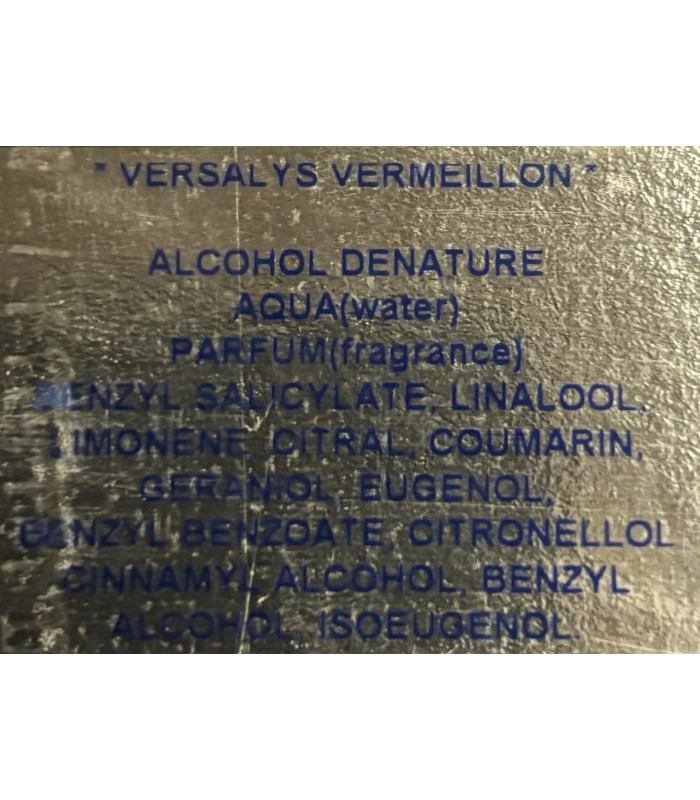 " VERSALYS VERMEILLON "
ALCOHOL DENATURE
AQUA(water)
PARFUM(fragrance)
BENZYL SALICYLATE, LINALOOL,
LIMONENE, CITRAL, COUMARIN,
GERANIOL, EUGENOL,
BENZYL BENZOATE, CITRONELLOL
CINNAMYL ALCOHOL, BENZYL
ALCOHOL, ISOEUGENOL.